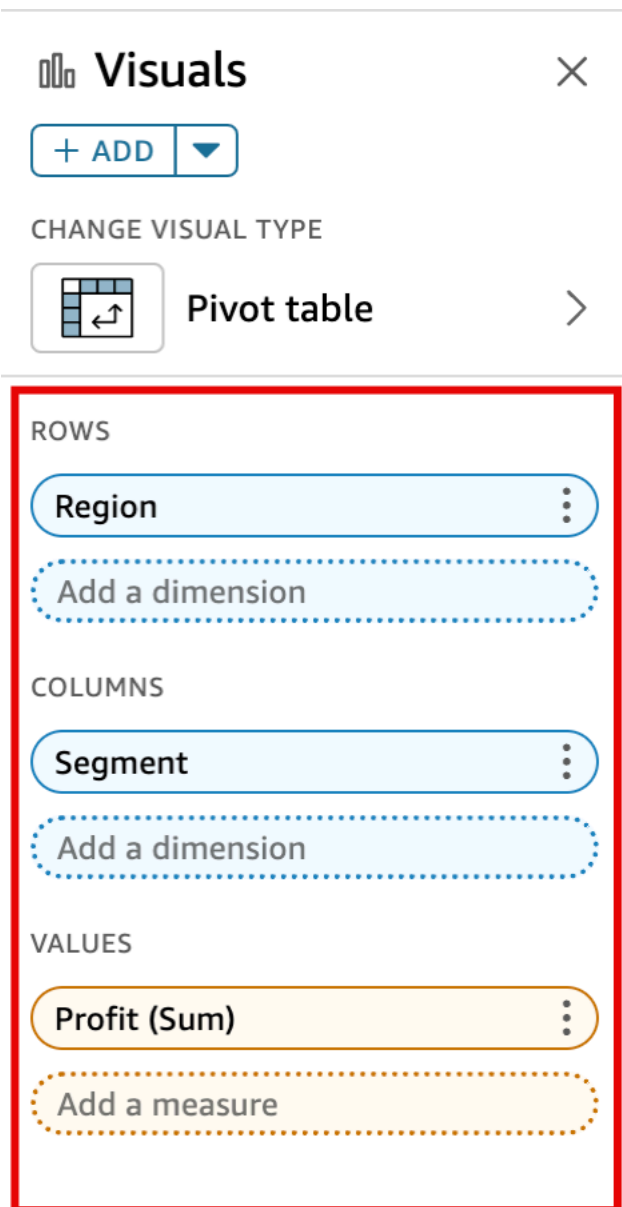 Visuals
+ ADD
CHANGE VISUAL TYPE
Pivot table
ROWS
Region
Add a dimension
COLUMNS
Segment
Add a dimension
VALUES
Profit (Sum)
Add a measure